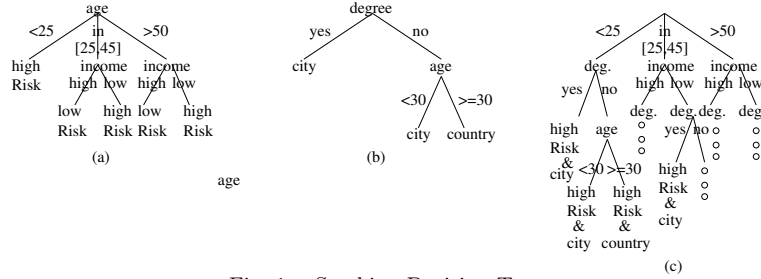 age
<25
in
[25,45]
>50
high
Risk
income
high
low
income
high
low
low
Risk
high
Risk
low
Risk
high
Risk
(a)
age
degree
yes
no
city
age
<30
>=30
city
country
(b)
<25
in
[25,45]
>50
deg.
income
high
low
income
high
low
yes
no
deg.
deg.
deg.
high
Risk
&
city
age
yes
no
<30
>=30
high
Risk
&
city
high
Risk
&
city
high
Risk
&
country
(c)